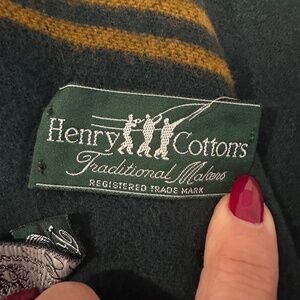 Henry Cotton's
Traditional Makers
REGISTERED TRADE MARK